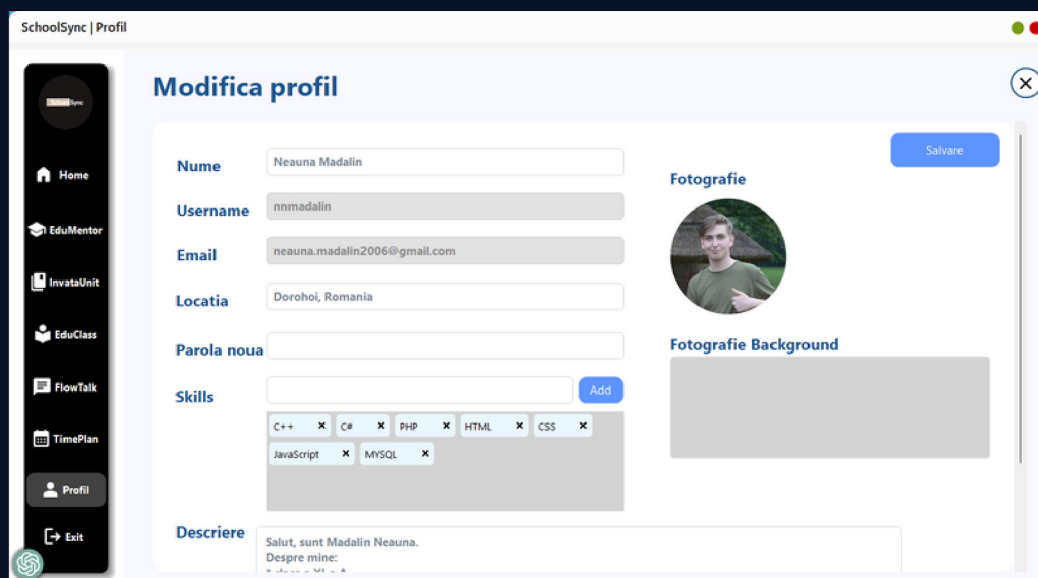 SchoolSync | Profil
School Sync
Home
EduMentor
InvataUnit
EduClass
FlowTalk
TimePlan
Profil
Exit
Modifica profil
Salvare
Nume
Neauna Madalin
Username
nnmadalin
Email
neauna.madalin2006@gmail.com
Locatia
Dorohoi, Romania
Parola noua
Skills
Add
C++ x C# x PHP x HTML x CSS x
JavaScript x MYSQL x
Descriere
Salut, sunt Madalin Neauna.
Despre mine:
Fotografie
Fotografie Background